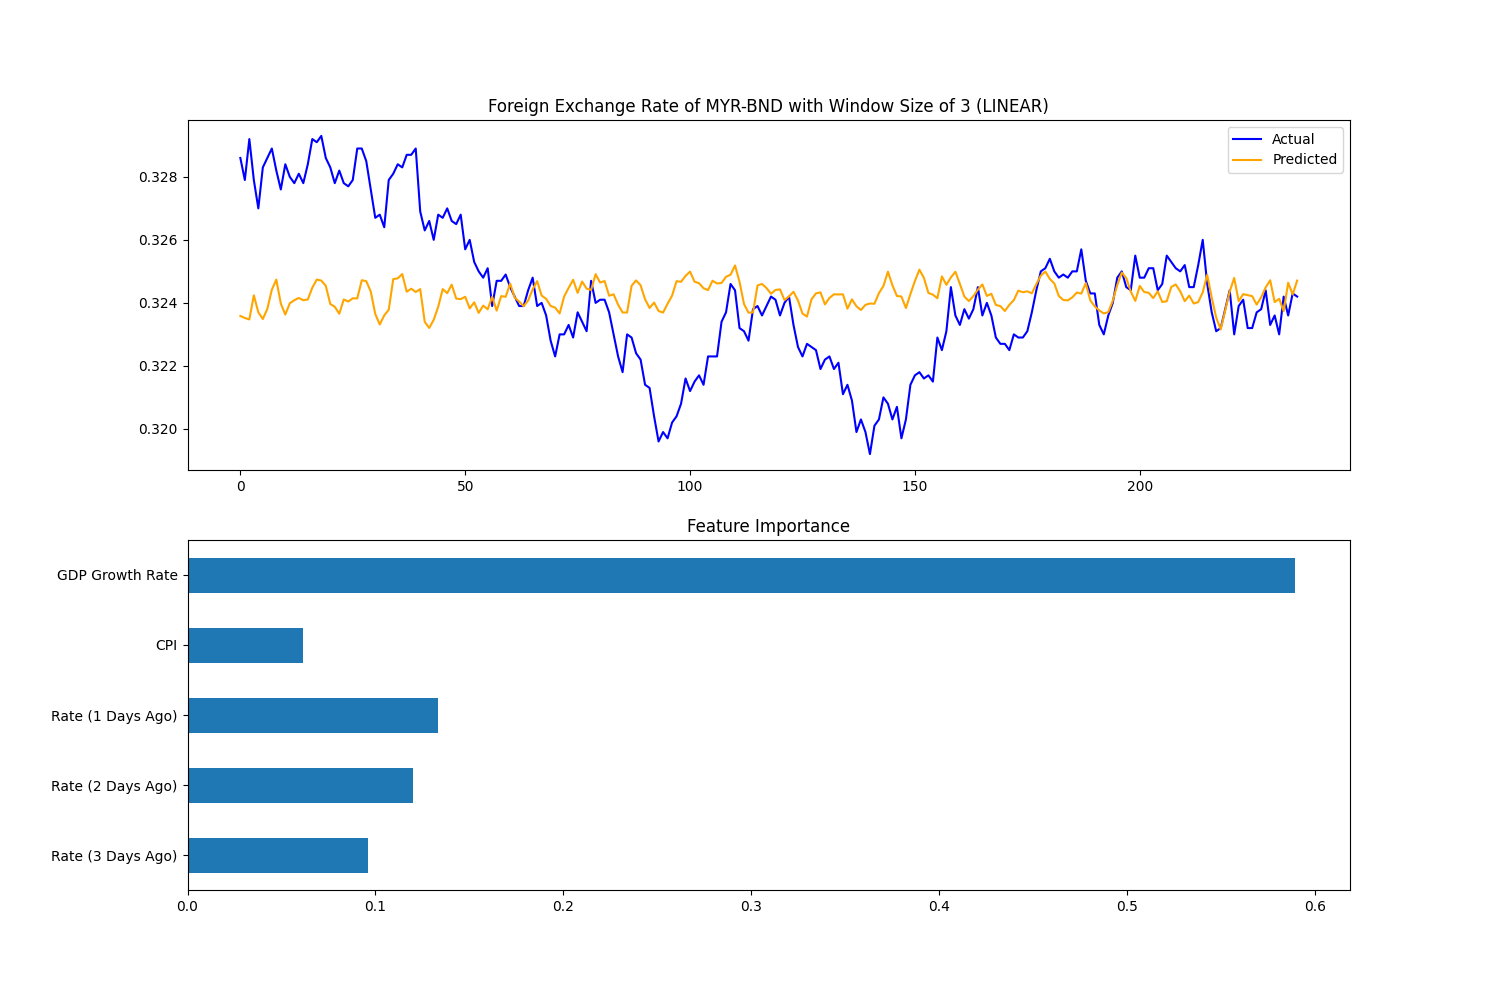 Foreign Exchange Rate of MYR-BND with Window Size of 3 (LINEAR)
Actual
Predicted
0.328
0.326
0.324
0.322
0.320
0 50 100 150 200
Feature Importance
GDP Growth Rate
CPI
Rate (1 Days Ago)
Rate (2 Days Ago)
Rate (3 Days Ago)
0.0 0.1 0.2 0.3 0.4 0.5 0.6